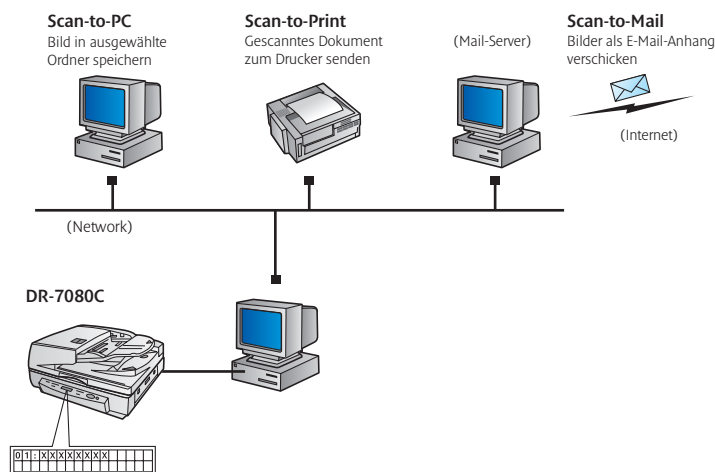 Scan-to-PC
Bild in ausgewählte
Ordner speichern
Scan-to-Print
Gescanntes Dokument
zum Drucker senden
(Mail-Server)
Scan-to-Mail
Bilder als E-Mail-Anhang
verschicken
(Internet)
(Network)
DR-7080C
01:XXXXXXXXX